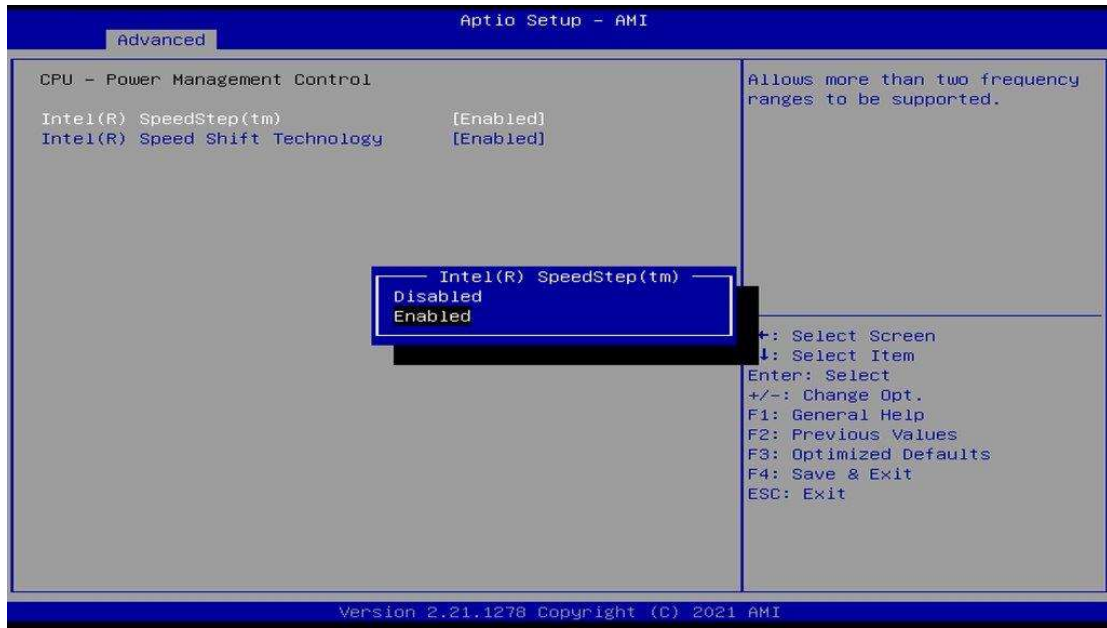 Aptio Setup – AMI
Advanced
CPU – Power Management Control
Intel(R) SpeedStep(tm) [Enabled]
Intel(R) Speed Shift Technology [Enabled]
Allows more than two frequency
ranges to be supported.
Intel(R) SpeedStep(tm)
Disabled
Enabled
←: Select Screen
↓: Select Item
Enter: Select
+/-: Change Opt.
F1: General Help
F2: Previous Values
F3: Optimized Defaults
F4: Save & Exit
ESC: Exit
Version 2.21.1278 Copyright (C) 2021 AMI